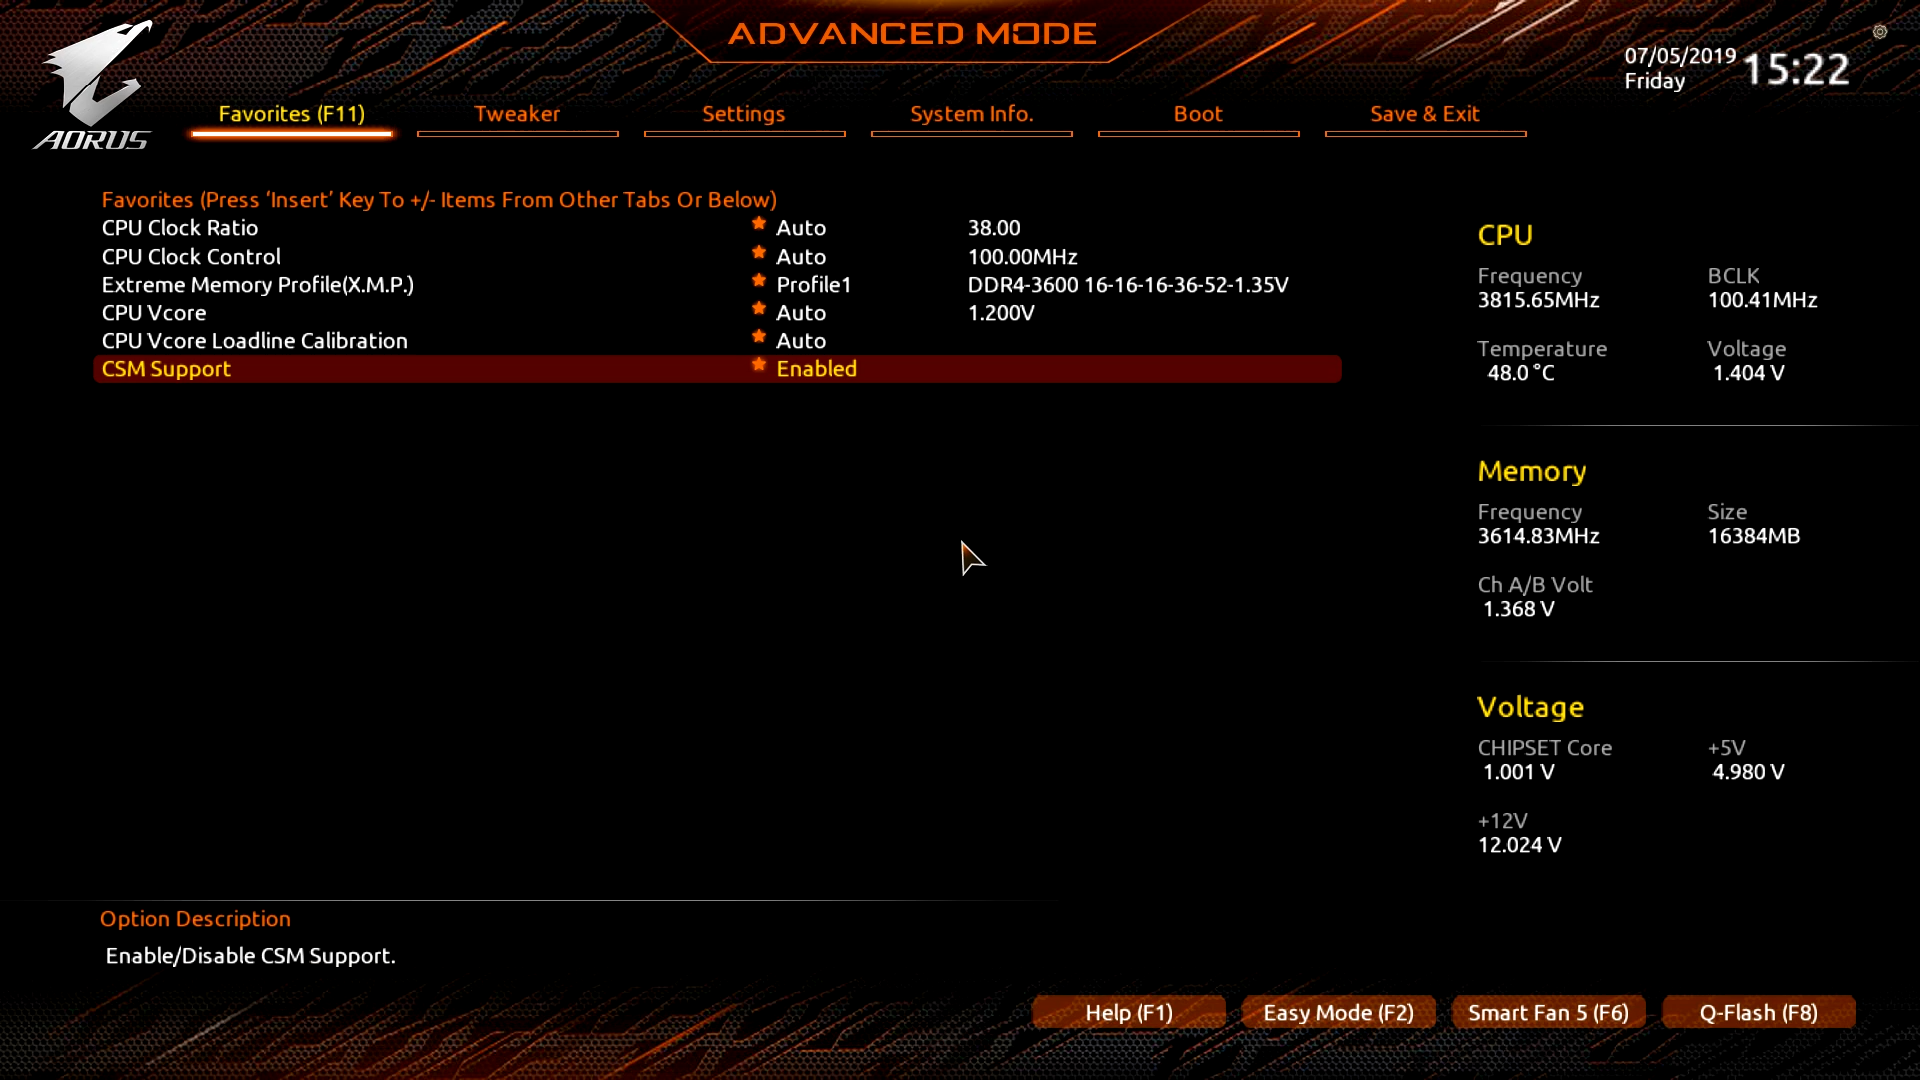 ADVANCED MODE
07/05/2019
Friday
15:22
AORUS
Favorites (F11)
Tweaker
Settings
System Info.
Boot
Save & Exit
Favorites (Press ‘Insert’ Key To +/- Items From Other Tabs Or Below)
CPU Clock Ratio Auto 38.00
CPU Clock Control Auto 100.00MHz
Extreme Memory Profile(X.M.P.) Profile1 DDR4-3600 16-16-16-36-52-1.35V
CPU Vcore Auto 1.200V
CPU Vcore Loadline Calibration Auto
CSM Support Enabled
CPU
Frequency BCLK
3815.65MHz 100.41MHz
Temperature Voltage
48.0 °C 1.404 V
Memory
Frequency Size
3614.83MHz 16384MB
Ch A/B Volt
1.368 V
Voltage
CHIPSET Core +5V
1.001 V 4.980 V
+12V
12.024 V
Option Description
Enable/Disable CSM Support.
Help (F1)
Easy Mode (F2)
Smart Fan 5 (F6)
Q-Flash (F8)